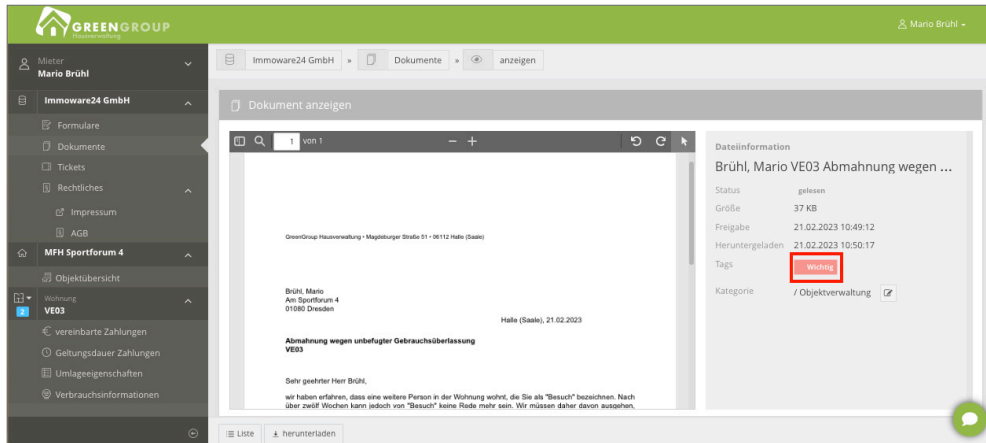 GREENGROUP
Hausverwaltung
Mario Brühl
Mieter
Mario Brühl
Immoware24 GmbH
Formulare
Dokumente
Tickets
Rechtliches
Impressum
AGB
MFH Sportforum 4
Objektübersicht
Wohnung
VE03
2
vereinbarte Zahlungen
Geltungsdauer Zahlungen
Umlageeigenschaften
Verbrauchsinformationen
Immoware24 GmbH » Dokumente » anzeigen
Dokument anzeigen
1 von 1
GreenGroup Hausverwaltung • Magdeburger Straße 51 • 06112 Halle (Saale)
Brühl, Mario
Am Sportforum 4
01080 Dresden
Halle (Saale), 21.02.2023
Abmahnung wegen unbefugter Gebrauchsüberlassung
VE03
Sehr geehrter Herr Brühl,
wir haben erfahren, dass eine weitere Person in der Wohnung wohnt, die Sie als "Besuch" bezeichnen. Nach
über zwölf Wochen kann jedoch von "Besuch" keine Rede mehr sein. Wir müssen daher davon ausgehen,
Dateiinformation
Brühl, Mario VE03 Abmahnung wegen ...
Status gelesen
Größe 37 KB
Freigabe 21.02.2023 10:49:12
Heruntergeladen 21.02.2023 10:50:17
Tags Wichtig
Kategorie / Objektverwaltung
Liste
herunterladen